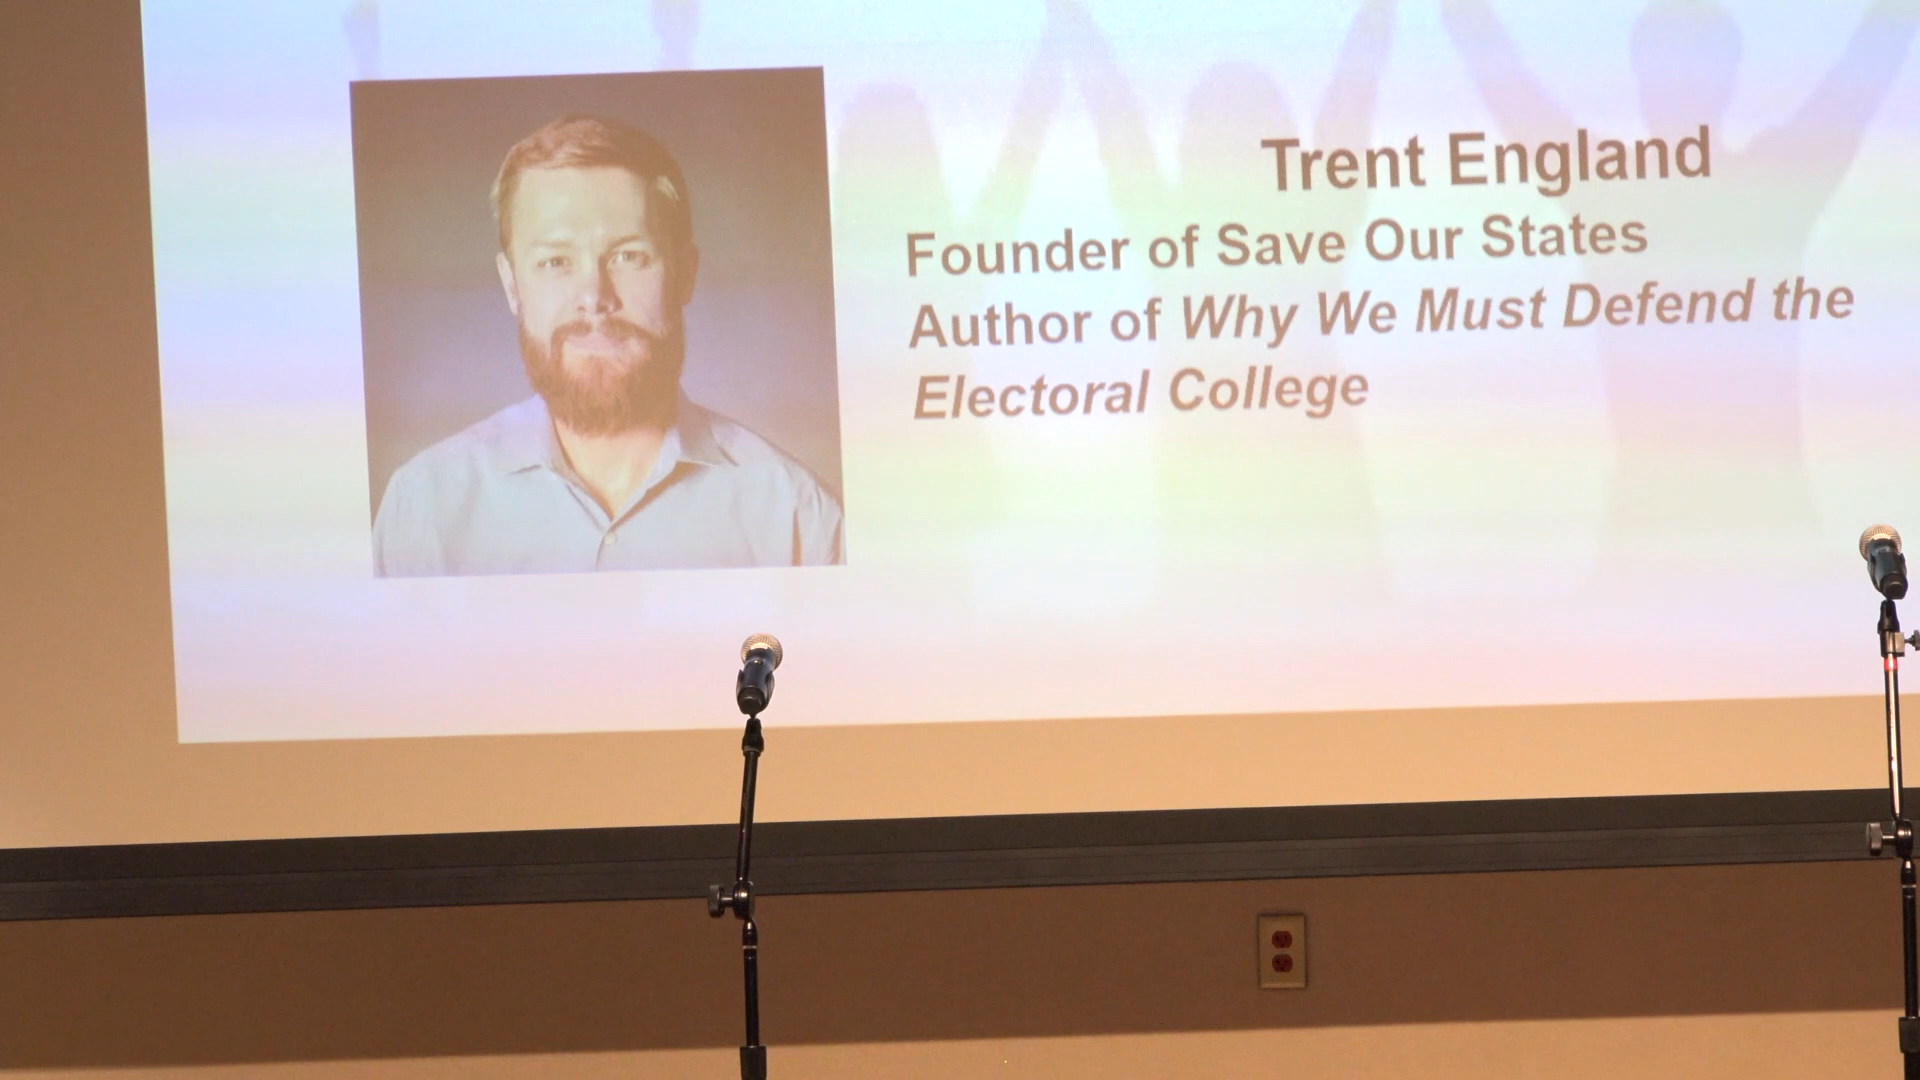 Trent England
Founder of Save Our States
Author of Why We Must Defend the
Electoral College